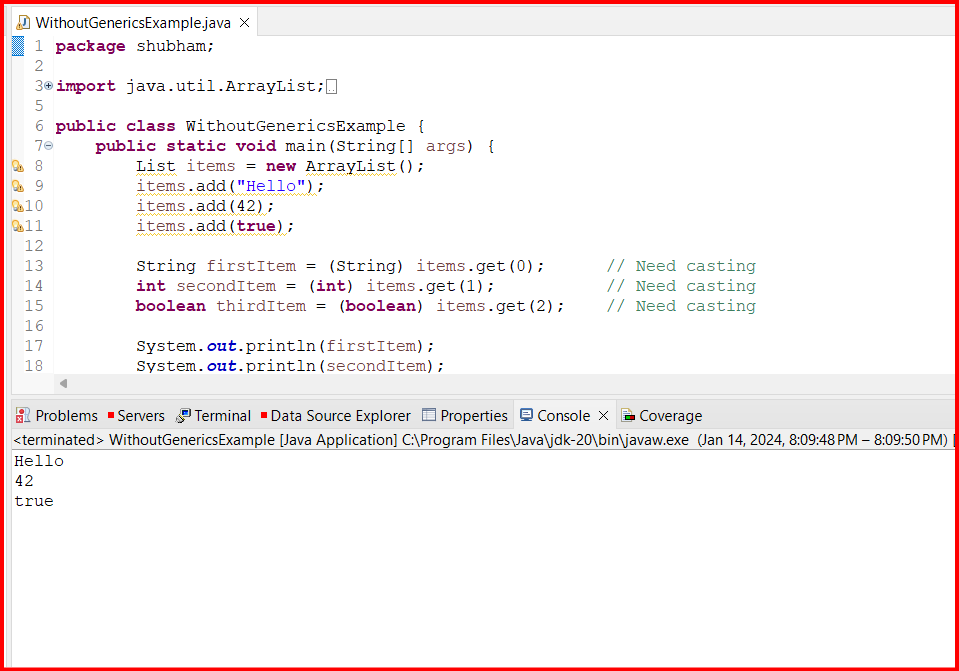 WithoutGenericsExample.java
1 package shubham;
2
3 import java.util.ArrayList;
5
6 public class WithoutGenericsExample {
7 public static void main(String[] args) {
8 List items = new ArrayList();
9 items.add("Hello");
10 items.add(42);
11 items.add(true);
12
13 String firstItem = (String) items.get(0); // Need casting
14 int secondItem = (int) items.get(1); // Need casting
15 boolean thirdItem = (boolean) items.get(2); // Need casting
16
17 System.out.println(firstItem);
18 System.out.println(secondItem);
Problems Servers Terminal Data Source Explorer Properties Console Coverage
<terminated> WithoutGenericsExample [Java Application] C:\Program Files\Java\jdk-20\bin\javaw.exe (Jan 14, 2024, 8:09:48 PM – 8:09:50 PM) [
Hello
42
true